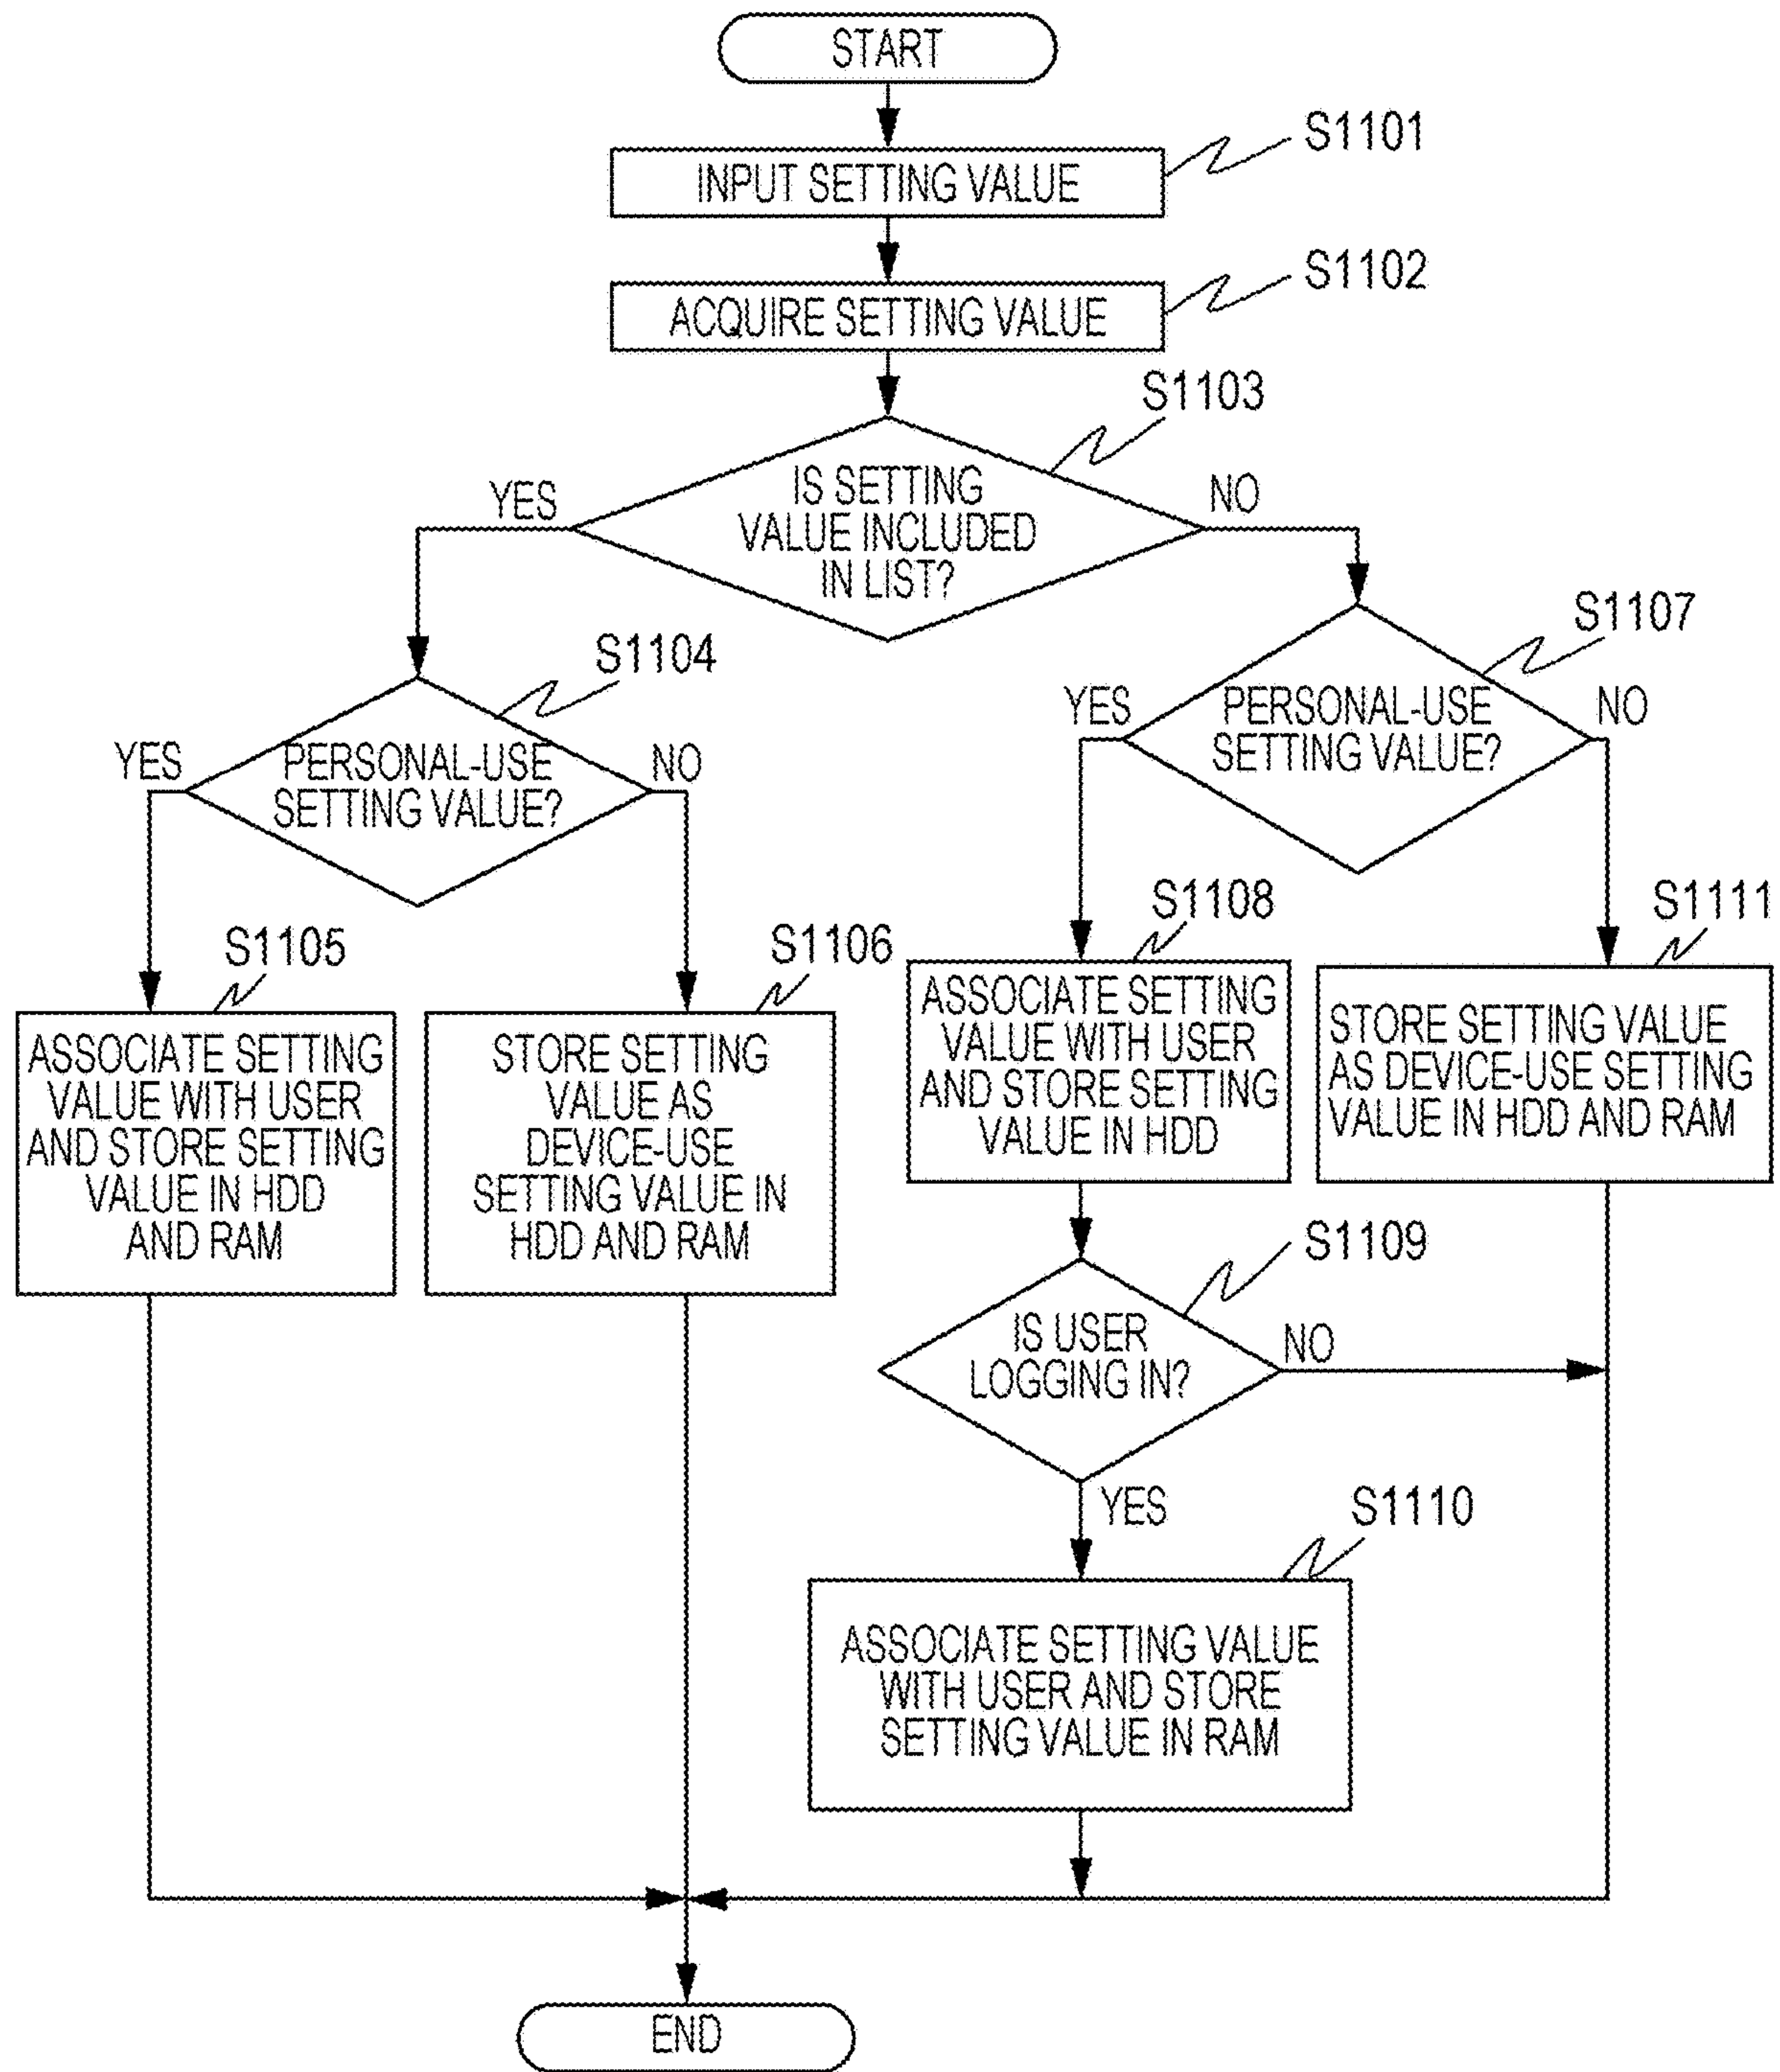 START
S1101
INPUT SETTING VALUE
S1102
ACQUIRE SETTING VALUE
S1103
YES
IS SETTING
VALUE INCLUDED
IN LIST?
NO
S1104
YES
PERSONAL-USE
SETTING VALUE?
NO
S1107
YES
PERSONAL-USE
SETTING VALUE?
NO
S1105
ASSOCIATE SETTING
VALUE WITH USER
AND STORE SETTING
VALUE IN HDD
AND RAM
S1106
STORE SETTING
VALUE AS
DEVICE-USE
SETTING VALUE IN
HDD AND RAM
S1108
ASSOCIATE SETTING
VALUE WITH USER
AND STORE SETTING
VALUE IN HDD
S1111
STORE SETTING VALUE
AS DEVICE-USE SETTING
VALUE IN HDD AND RAM
S1109
IS USER
LOGGING IN?
NO
YES
S1110
ASSOCIATE SETTING VALUE
WITH USER AND STORE
SETTING VALUE IN RAM
END